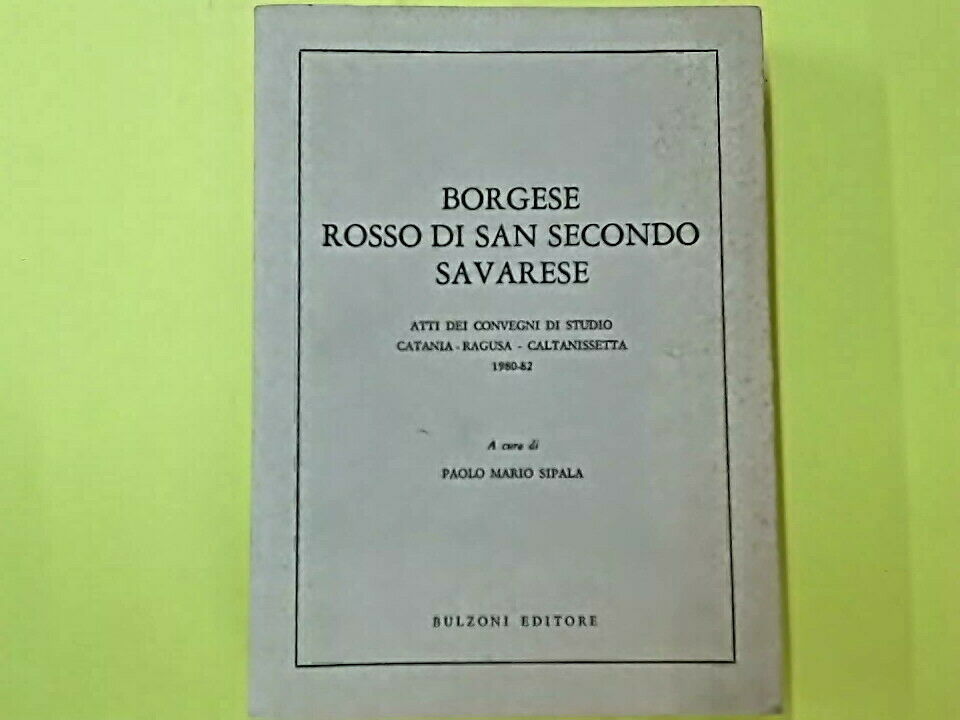 BORGESE
ROSSO DI SAN SECONDO
SAVARESE
ATTI DEI CONVEGNI DI STUDIO
CATANIA - RAGUSA - CALTANISSETTA
1980-82
A cura di
PAOLO MARIO SIPALA
BULZONI EDITORE